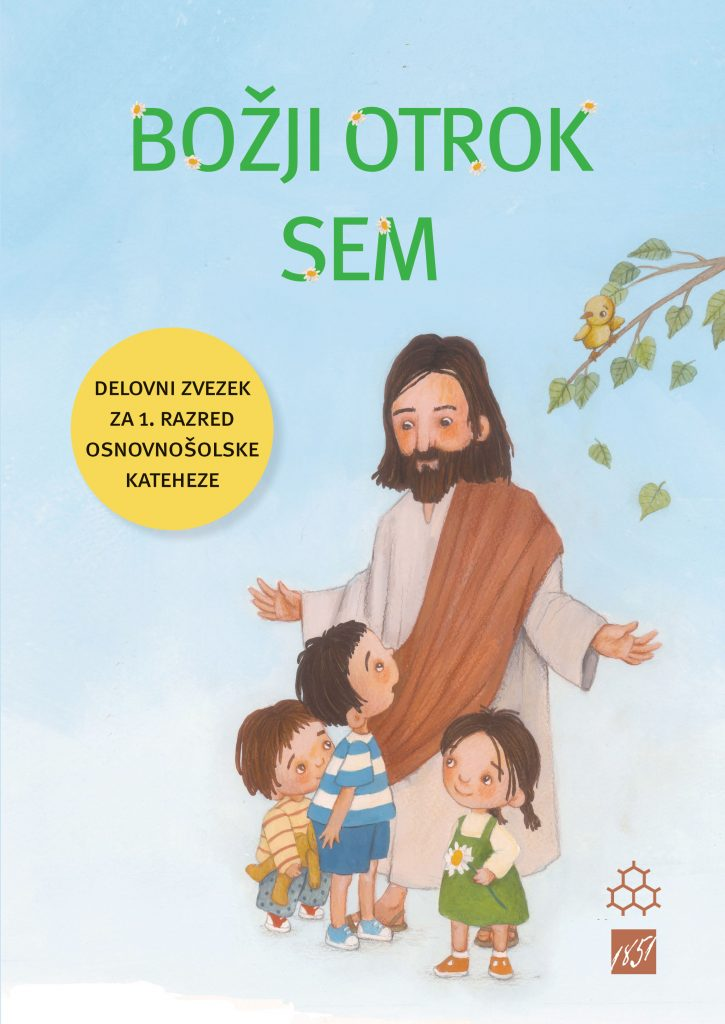 BOŽJI OTROK
SEM
DELOVNI ZVEZEK
ZA 1. RAZRED
OSNOVNOŠOLSKE
KATEHEZE
1851